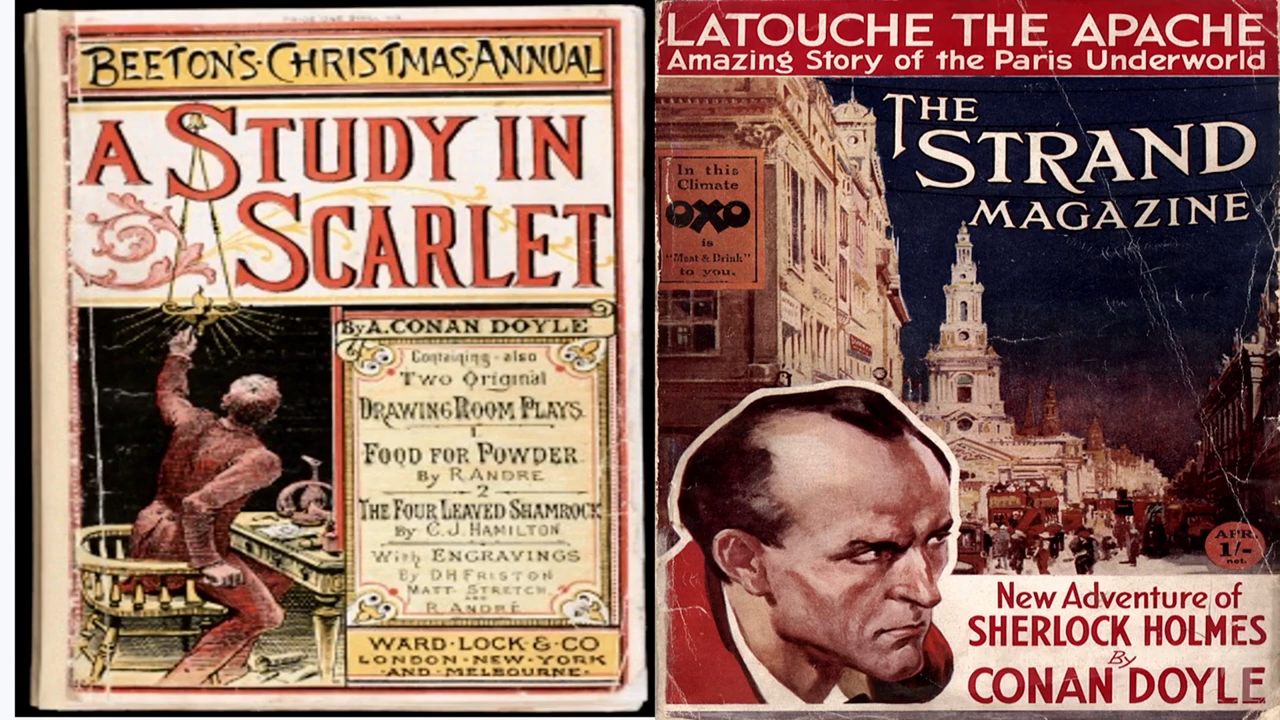 BEETON'S·CHRISTMAS·ANNUAL
A STUDY IN
SCARLET
By A. CONAN DOYLE
Containing-also
Two Original
DRAWING ROOM PLAYS.
1
FOOD FOR POWDER
By R. ANDRE
2
THE FOUR LEAVED SHAMROCK
By C. J. HAMILTON
With ENGRAVINGS
By D H FRISTON
MATT. STRETCH.
AND
R. ANDRÉ
WARD·LOCK·&·CO
LONDON·NEW·YORK
·AND·MELBOURNE·
LATOUCHE THE APACHE
Amazing Story of the Paris Underworld
THE
STRAND
MAGAZINE
In this
Climate
OXO
is
"Meat & Drink"
to you.
APR.
1/-
net.
New Adventure of
SHERLOCK HOLMES
By
CONAN DOYLE